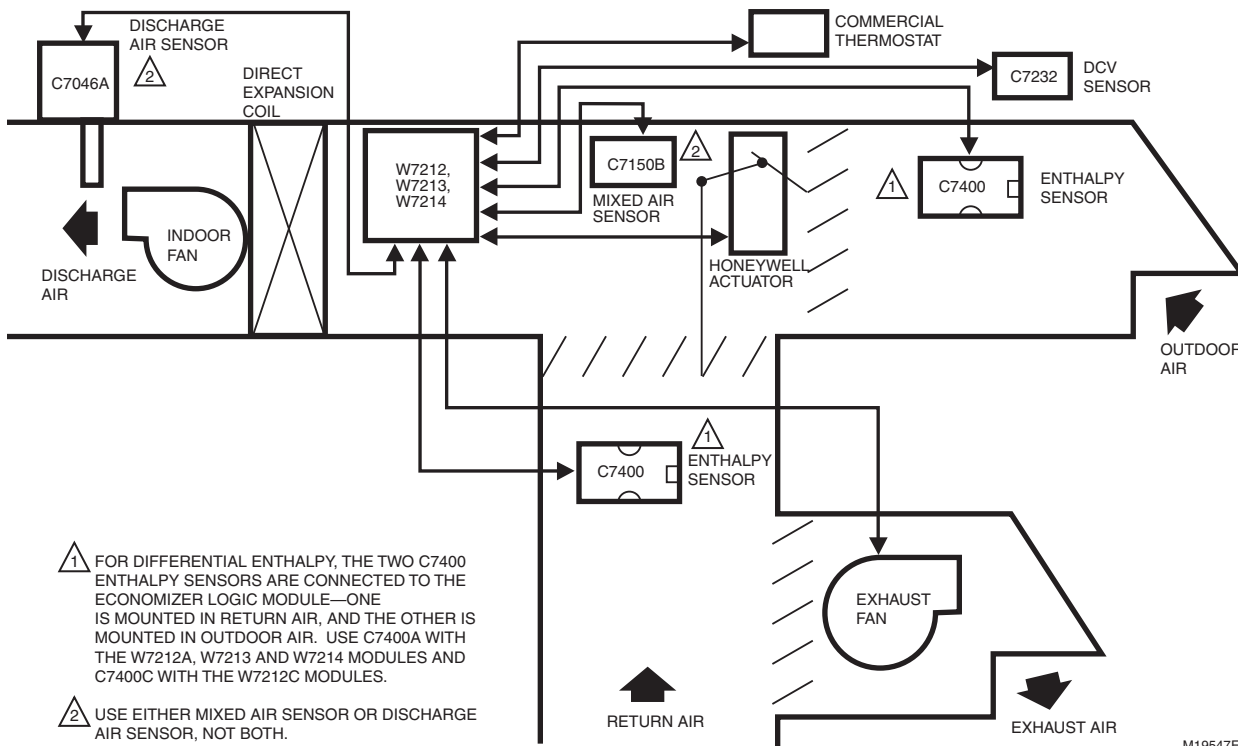 DISCHARGE
AIR SENSOR
C7046A
2
DIRECT
EXPANSION
COIL
COMMERCIAL
THERMOSTAT
C7232
DCV
SENSOR
W7212,
W7213,
W7214
C7150B
2
MIXED AIR
SENSOR
1
C7400
ENTHALPY
SENSOR
INDOOR
FAN
DISCHARGE
AIR
HONEYWELL
ACTUATOR
OUTDOOR
AIR
1
C7400
ENTHALPY
SENSOR
1 FOR DIFFERENTIAL ENTHALPY, THE TWO C7400
ENTHALPY SENSORS ARE CONNECTED TO THE
ECONOMIZER LOGIC MODULE—ONE
IS MOUNTED IN RETURN AIR, AND THE OTHER IS
MOUNTED IN OUTDOOR AIR. USE C7400A WITH
THE W7212A, W7213 AND W7214 MODULES AND
C7400C WITH THE W7212C MODULES.
2 USE EITHER MIXED AIR SENSOR OR DISCHARGE
AIR SENSOR, NOT BOTH.
EXHAUST
FAN
RETURN AIR
EXHAUST AIR